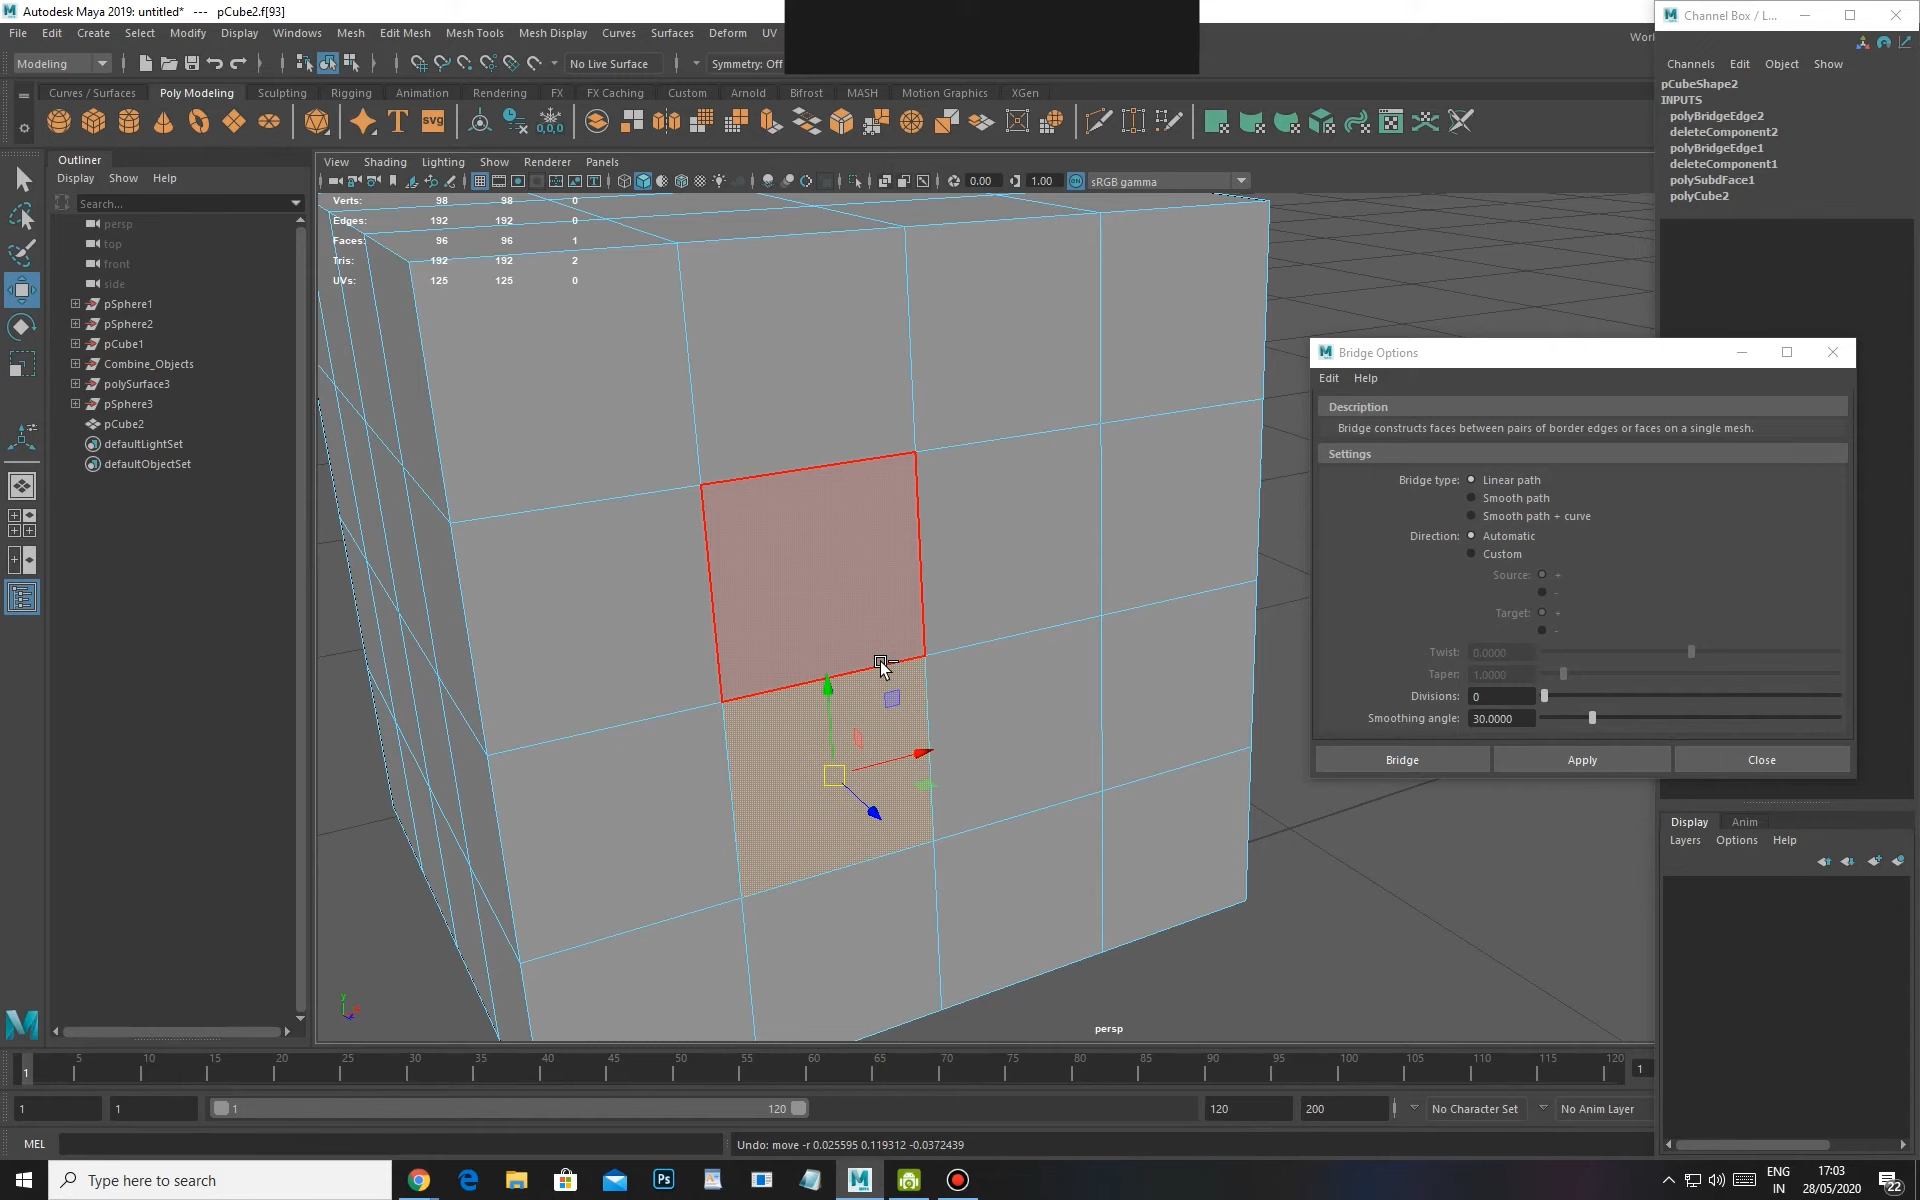 Autodesk Maya 2019: untitled*   ---   pCube2.f[93]
File Edit Create Select Modify Display Windows Mesh Edit Mesh Mesh Tools Mesh Display Curves Surfaces Deform UV
Modeling No Live Surface Symmetry: Off
Curves / Surfaces Poly Modeling Sculpting Rigging Animation Rendering FX FX Caching Custom Arnold Bifrost MASH Motion Graphics XGen
T svg
Outliner
Display Show Help
Search...
persp
top
front
side
pSphere1
pSphere2
pCube1
Combine_Objects
polySurface3
pSphere3
pCube2
defaultLightSet
defaultObjectSet
View Shading Lighting Show Renderer Panels
0.00 1.00 sRGB gamma
Verts: 98 98 0
Edges: 192 192 0
Faces: 96 96 1
Tris: 192 192 2
UVs: 125 125 0
persp
Channel Box / L...
Channels Edit Object Show
pCubeShape2
INPUTS
polyBridgeEdge2
deleteComponent2
polyBridgeEdge1
deleteComponent1
polySubdFace1
polyCube2
Bridge Options
Edit Help
Description
Bridge constructs faces between pairs of border edges or faces on a single mesh.
Settings
Bridge type: Linear path
Smooth path
Smooth path + curve
Direction: Automatic
Custom
Source: +
-
Target: +
-
Twist: 0.0000
Taper: 1.0000
Divisions: 0
Smoothing angle: 30.0000
Bridge Apply Close
Display Anim
Layers Options Help
5 10 15 20 25 30 35 40 45 50 55 60 65 70 75 80 85 90 95 100 105 110 115 120
1 1
1 1 1 120 120 200 No Character Set No Anim Layer
MEL Undo: move -r 0.025595 0.119312 -0.0372439
Type here to search
Ps
ENG
IN
17:03
28/05/2020
22